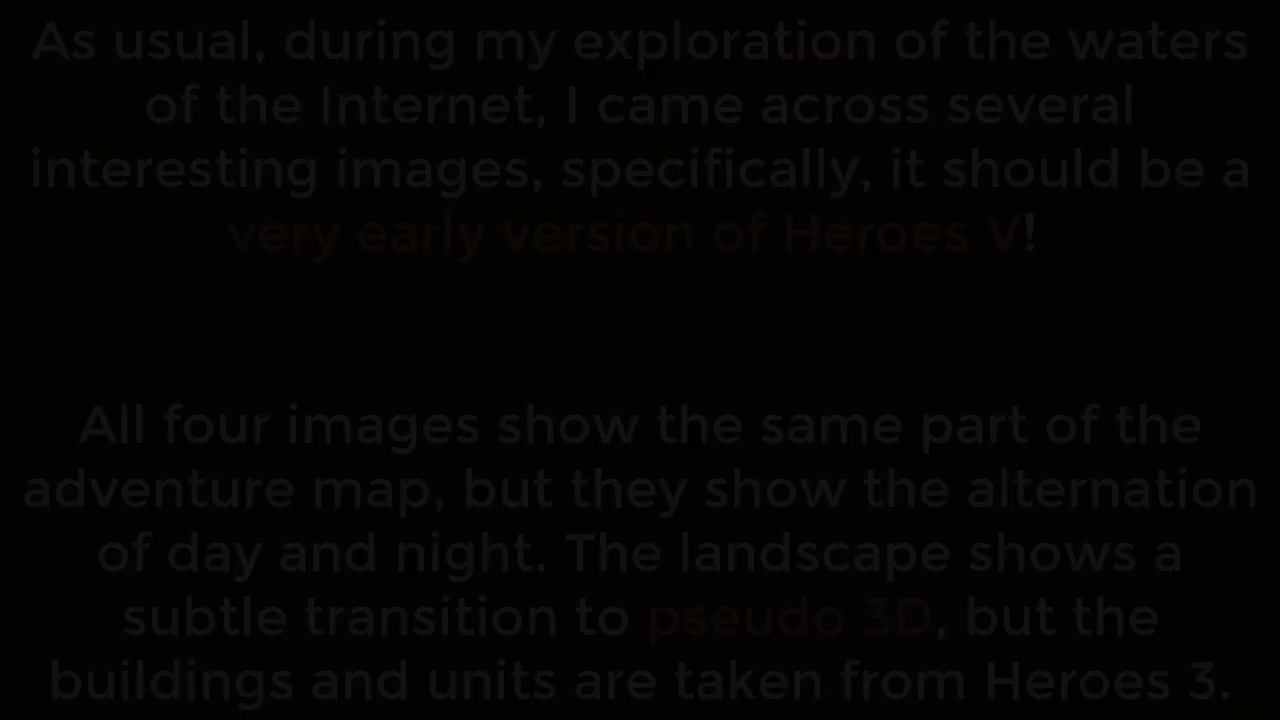 As usual, during my exploration of the waters
of the Internet, I came across several
interesting images, specifically, it should be a
very early version of Heroes V!
All four images show the same part of the
adventure map, but they show the alternation
of day and night. The landscape shows a
subtle transition to pseudo 3D, but the
buildings and units are taken from Heroes 3.